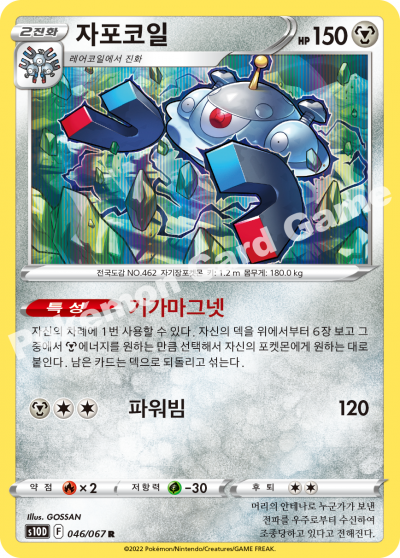 2진화 자포코일 HP 150
레어코일에서 진화
전국도감 NO.462 자기장포켓몬 키: 1.2 m 몸무게: 180.0 kg
특성 기가마그넷
자신의 차례에 1번 사용할 수 있다. 자신의 덱을 위에서부터 6장 보고 그
중에서 에너지를 원하는 만큼 선택해서 자신의 포켓몬에게 원하는 대로
붙인다. 남은 카드는 덱으로 되돌리고 섞는다.
파워빔 120
약점 ×2 저항력 -30 후퇴
Illus. GOSSAN
s10D F 046/067 R
머리의 안테나로 누군가가 보낸
전파를 우주로부터 수신하여
조종당하고 있다고 전해진다.
©2022 Pokémon/Nintendo/Creatures/GAME FREAK.
Pokémon Card Game